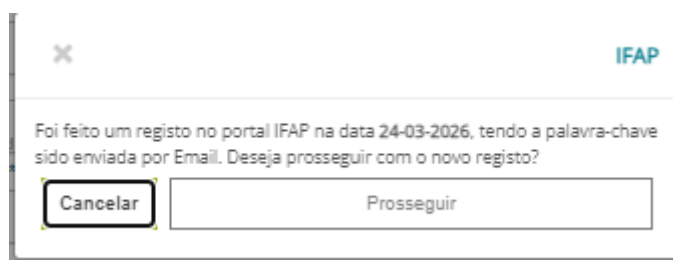 IFAP
Foi feito um registo no portal IFAP na data 24-03-2026, tendo a palavra-chave
sido enviada por Email. Deseja prosseguir com o novo registo?
Cancelar Prosseguir